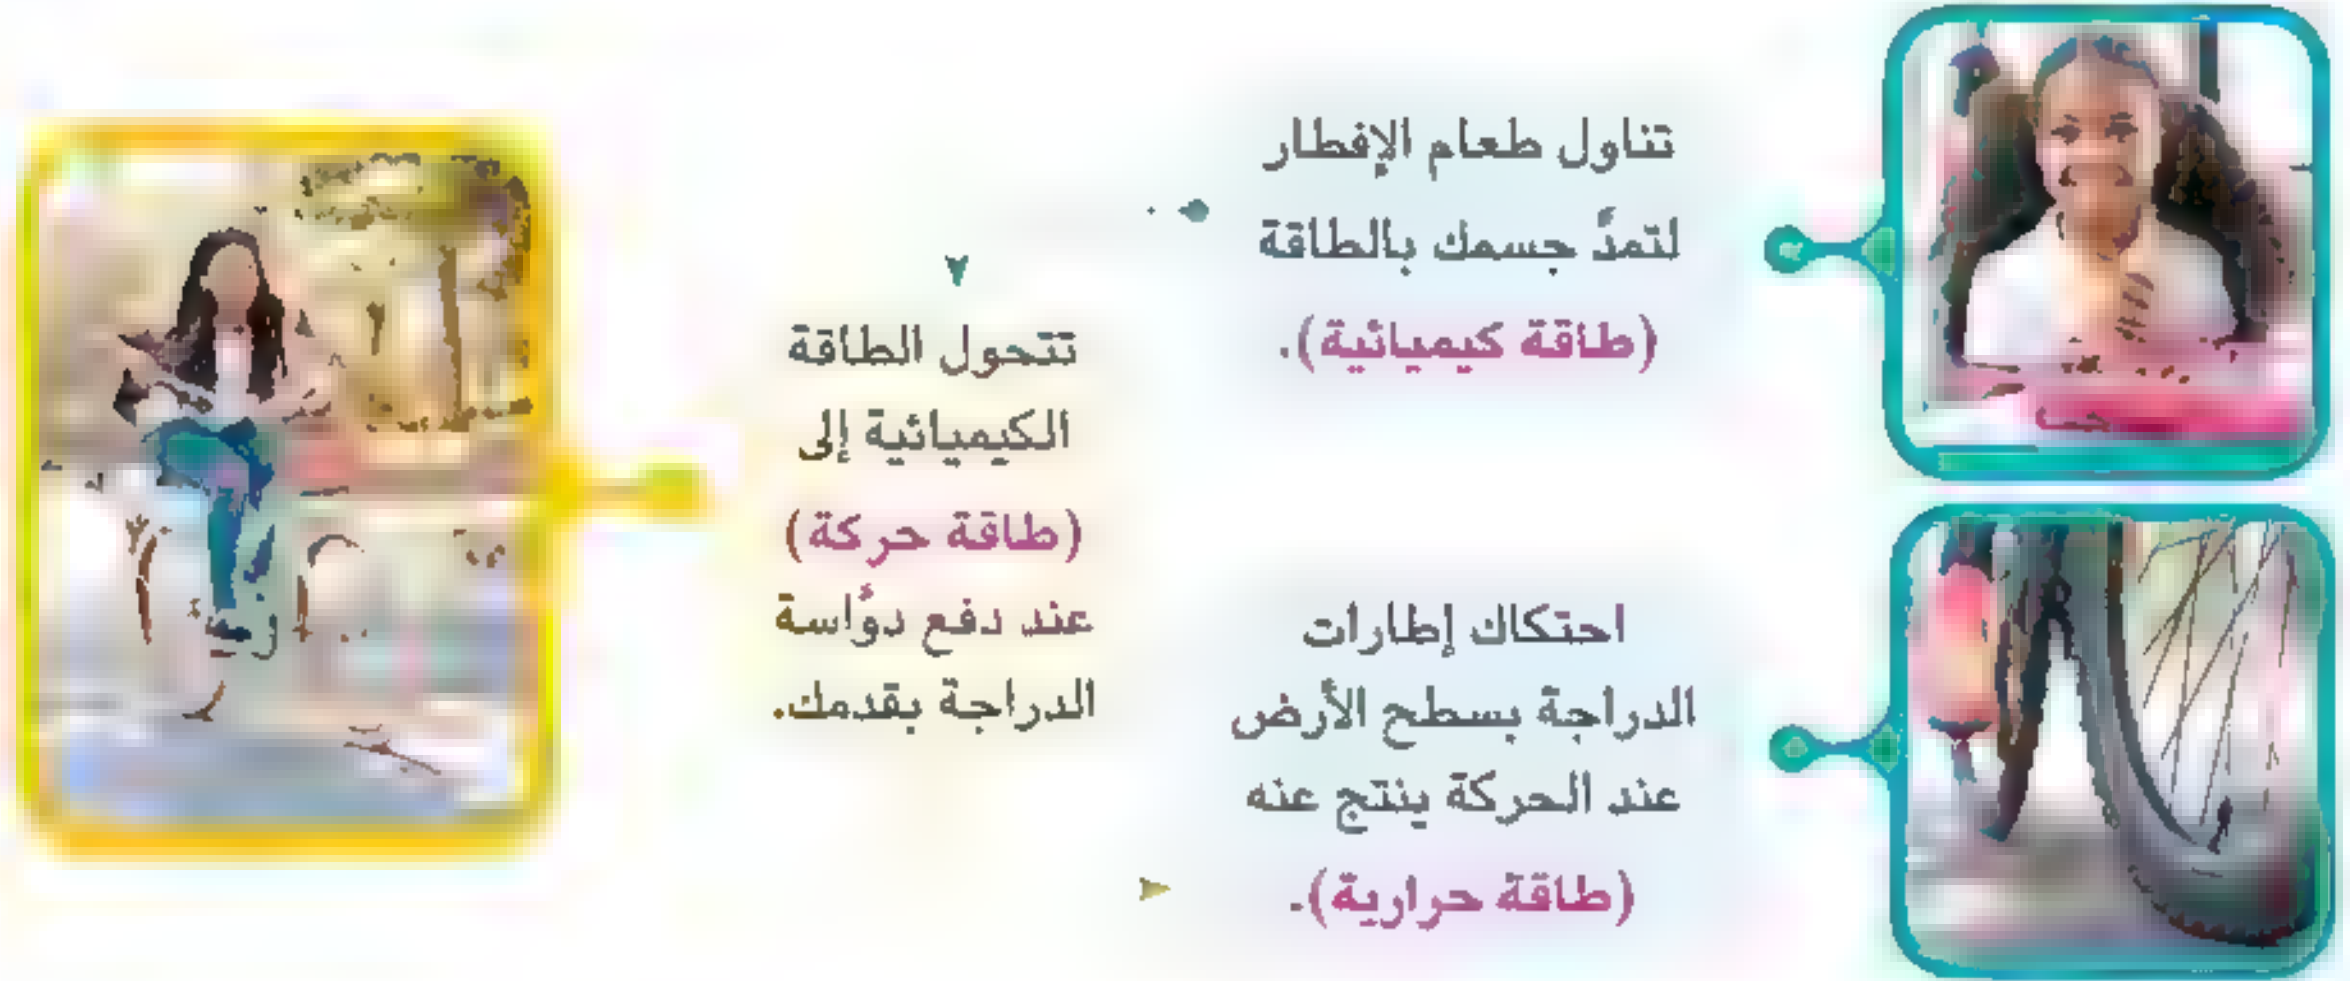 تناول طعام الإفطار
لتمدَّ جسمك بالطاقة
(طاقة كيميائية).
تتحول الطاقة
الكيميائية إلى
(طاقة حركة)
عند دفع دوَّاسة
الدراجة بقدمك.
احتكاك إطارات
الدراجة بسطح الأرض
عند الحركة ينتج عنه
(طاقة حرارية).